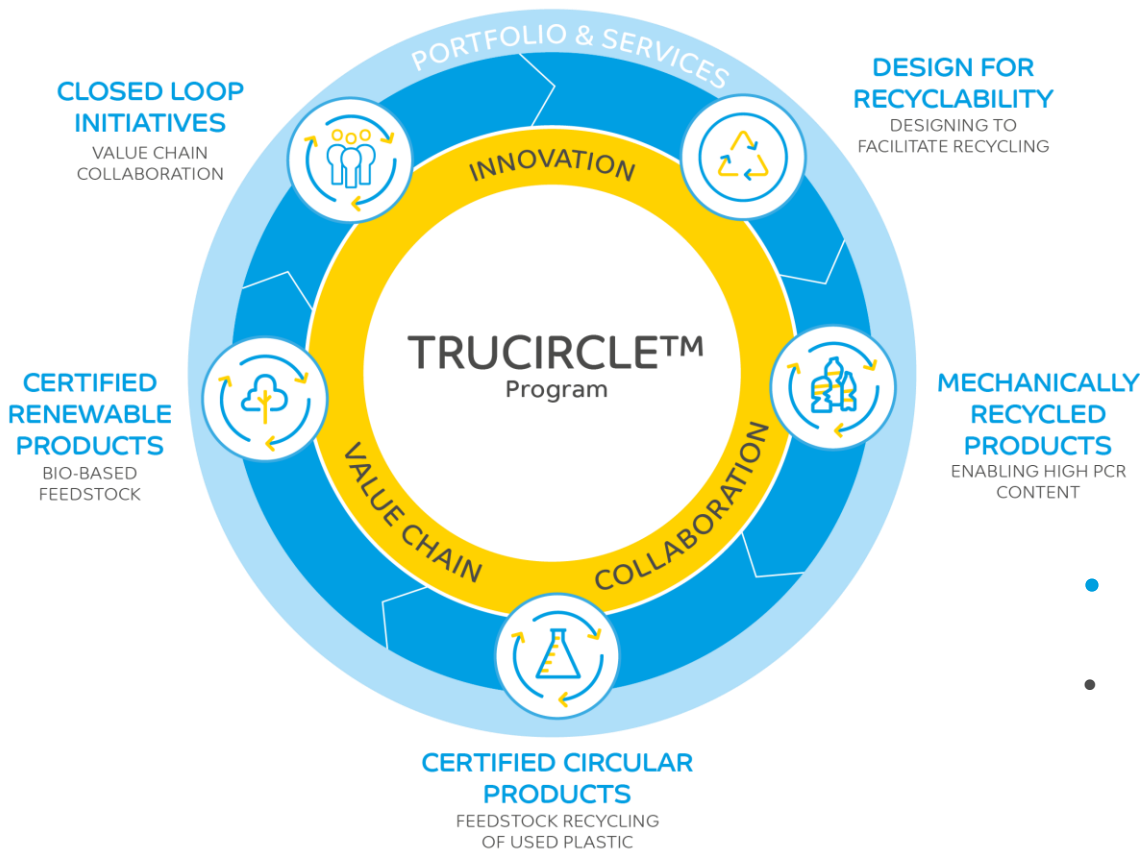 PORTFOLIO & SERVICES
CLOSED LOOP
INITIATIVES
VALUE CHAIN
COLLABORATION
DESIGN FOR
RECYCLABILITY
DESIGNING TO
FACILITATE RECYCLING
INNOVATION
TRUCIRCLE™
Program
CERTIFIED
RENEWABLE
PRODUCTS
BIO-BASED
FEEDSTOCK
MECHANICALLY
RECYCLED
PRODUCTS
ENABLING HIGH PCR
CONTENT
VALUE CHAIN
COLLABORATION
CERTIFIED CIRCULAR
PRODUCTS
FEEDSTOCK RECYCLING
OF USED PLASTIC